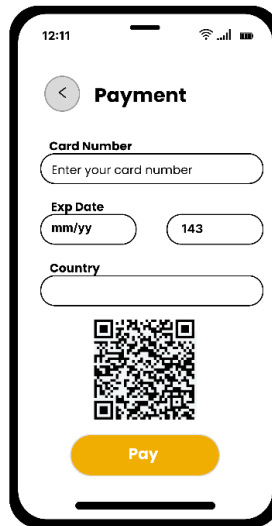 12:11
<
Payment
Card Number
Enter your card number
Exp Date
mm/yy 143
Country
Pay